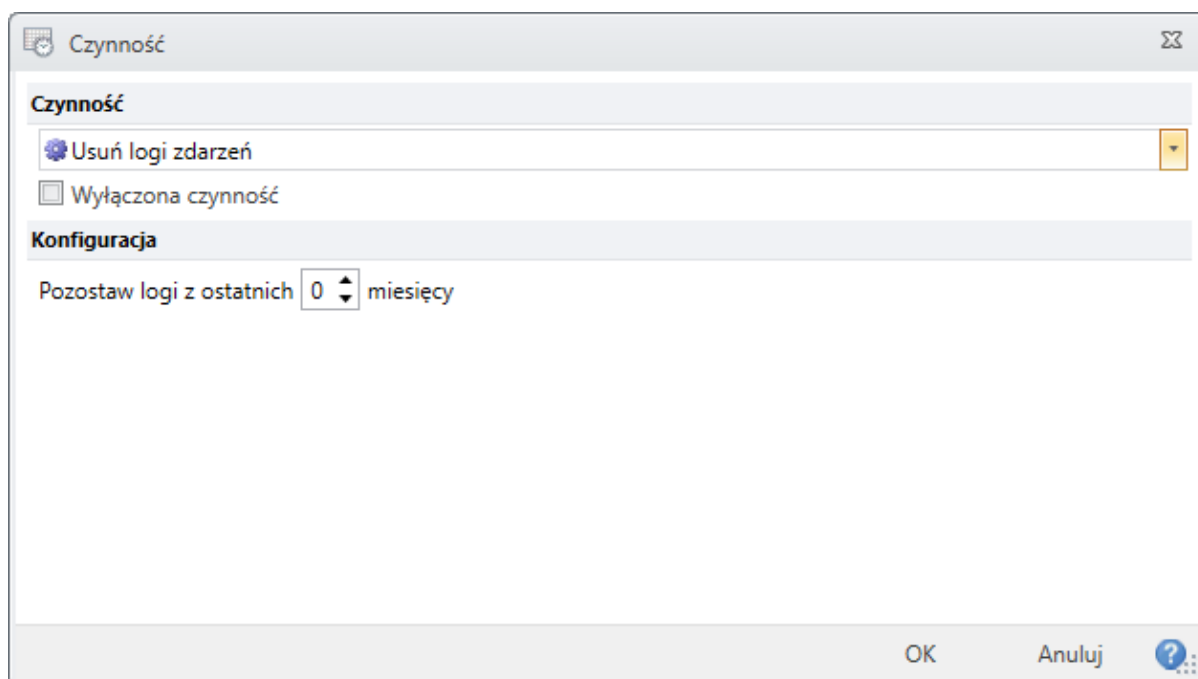 Czynność
Czynność
Usuń logi zdarzeń
Wyłączona czynność
Konfiguracja
Pozostaw logi z ostatnich 0 miesięcy
OK Anuluj ?